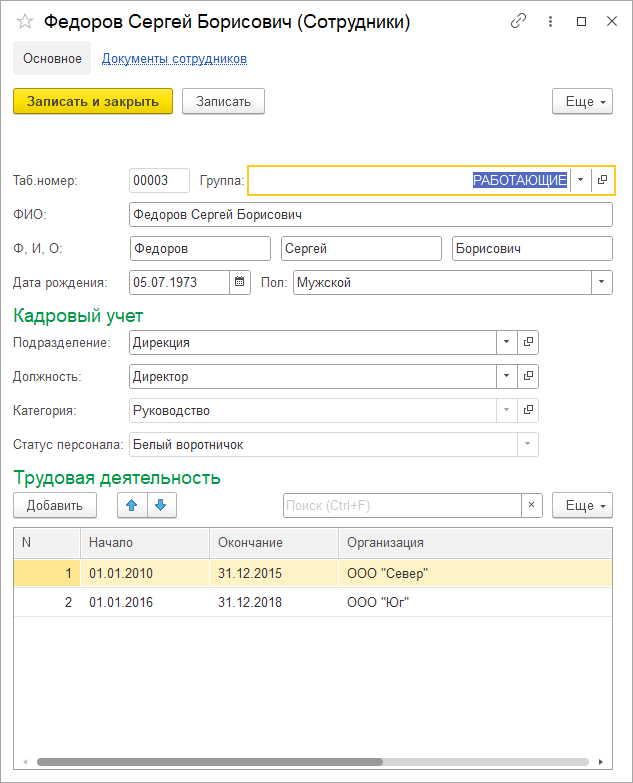 Федоров Сергей Борисович (Сотрудники)
Основное Документы сотрудников
Записать и закрыть Записать Еще
Таб.номер: 00003 Группа: РАБОТАЮЩИЕ
ФИО: Федоров Сергей Борисович
Ф, И, О: Федоров Сергей Борисович
Дата рождения: 05.07.1973 Пол: Мужской
Кадровый учет
Подразделение: Дирекция
Должность: Директор
Категория: Руководство
Статус персонала: Белый воротничок
Трудовая деятельность
Добавить Поиск (Ctrl+F) × Еще
N Начало Окончание Организация
1 01.01.2010 31.12.2015 ООО "Север"
2 01.01.2016 31.12.2018 ООО "Юг"